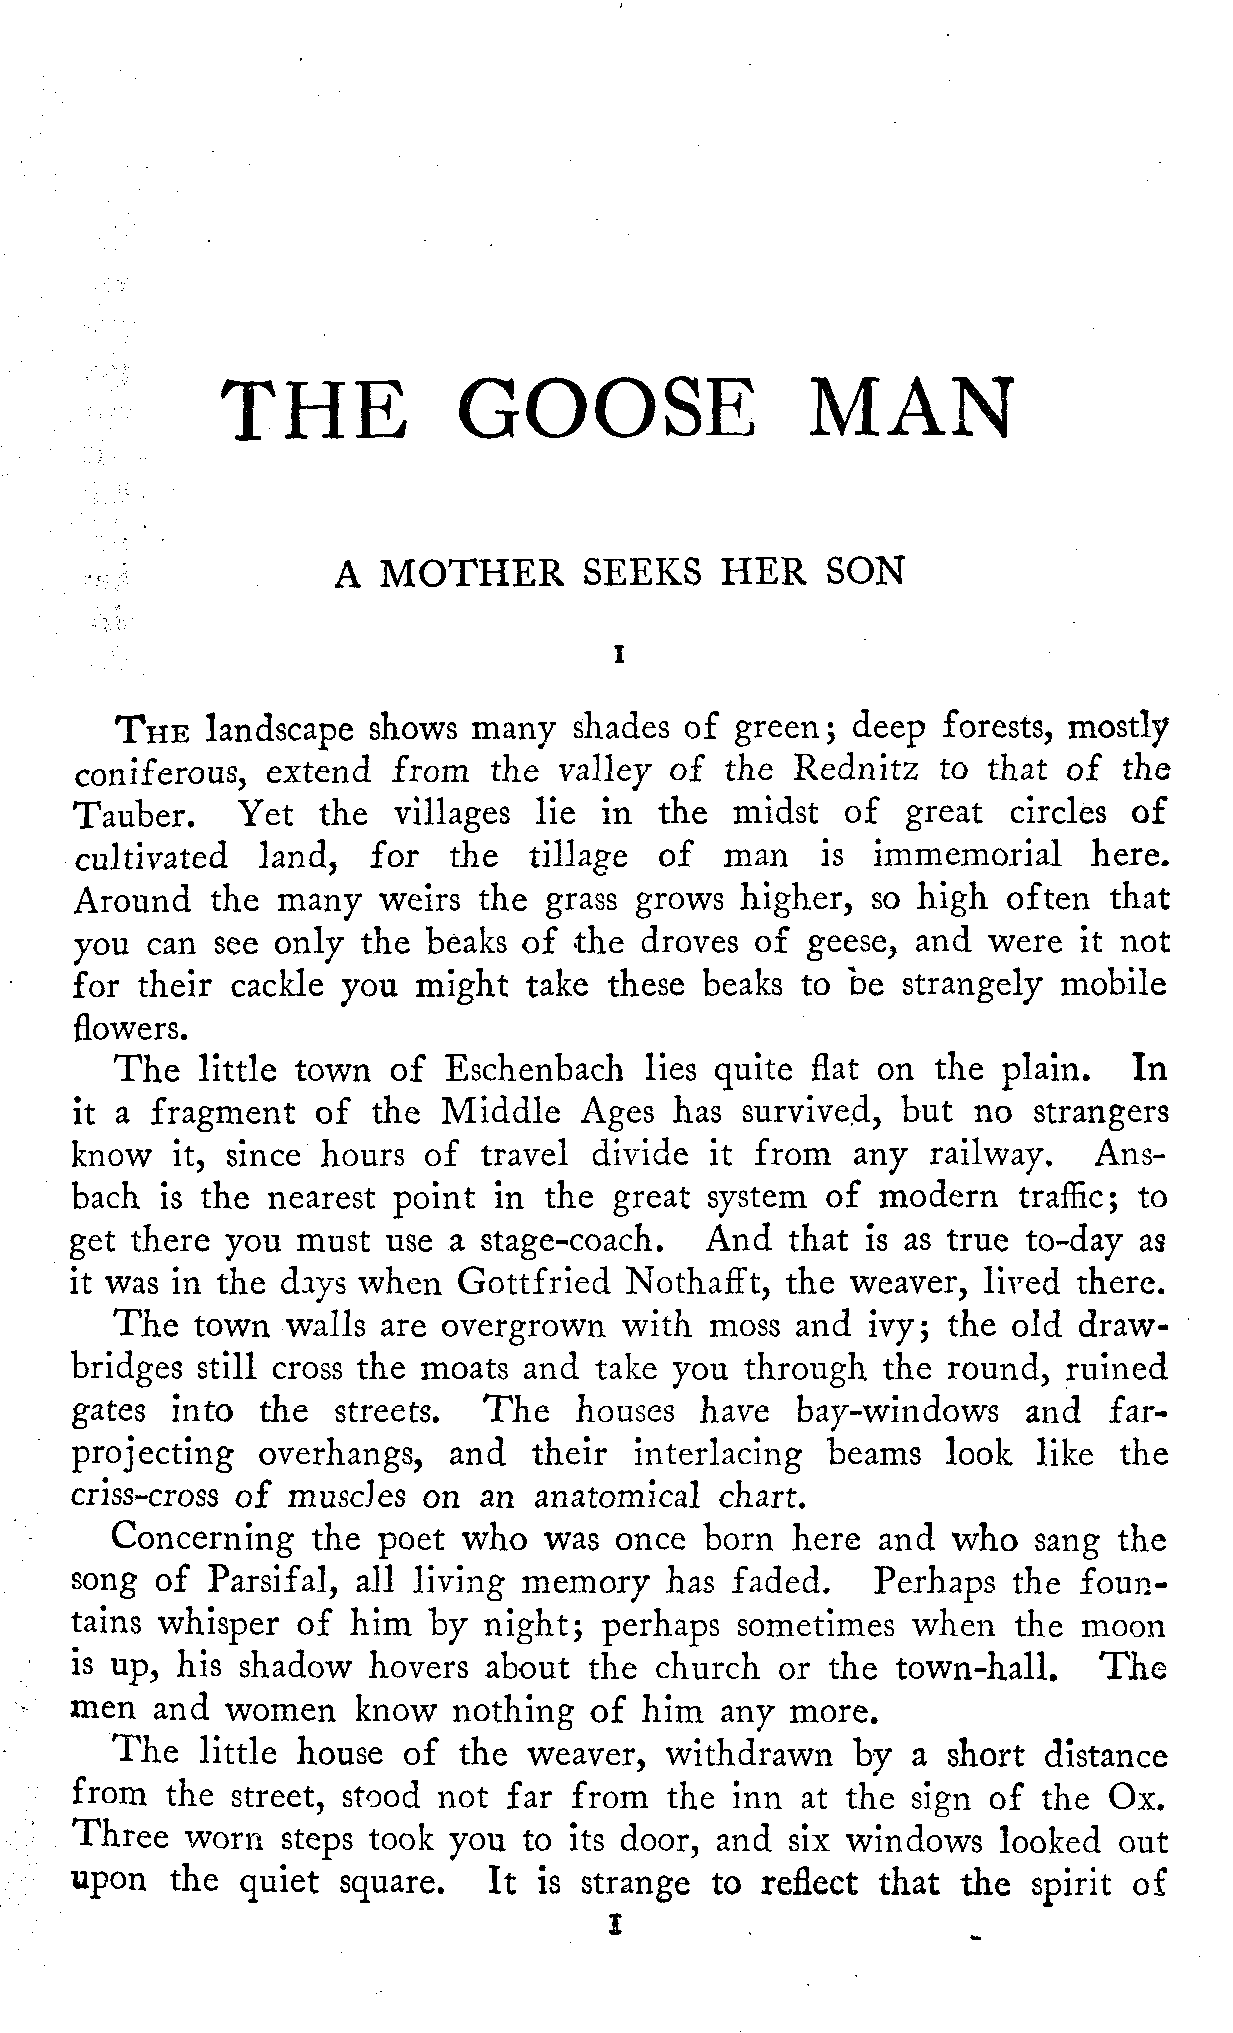 THE GOOSE MAN
A MOTHER SEEKS HER SON
I
THE landscape shows many shades of green; deep forests, mostly
coniferous, extend from the valley of the Rednitz to that of the
Tauber. Yet the villages lie in the midst of great circles of
cultivated land, for the tillage of man is immemorial here.
Around the many weirs the grass grows higher, so high often that
you can see only the beaks of the droves of geese, and were it not
for their cackle you might take these beaks to be strangely mobile
flowers.
The little town of Eschenbach lies quite flat on the plain. In
it a fragment of the Middle Ages has survived, but no strangers
know it, since hours of travel divide it from any railway. Ans-
bach is the nearest point in the great system of modern traffic; to
get there you must use a stage-coach. And that is as true to-day as
it was in the days when Gottfried Nothafft, the weaver, lived there.
The town walls are overgrown with moss and ivy; the old draw-
bridges still cross the moats and take you through the round, ruined
gates into the streets. The houses have bay-windows and far-
projecting overhangs, and their interlacing beams look like the
criss-cross of muscles on an anatomical chart.
Concerning the poet who was once born here and who sang the
song of Parsifal, all living memory has faded. Perhaps the foun-
tains whisper of him by night; perhaps sometimes when the moon
is up, his shadow hovers about the church or the town-hall. The
men and women know nothing of him any more.
The little house of the weaver, withdrawn by a short distance
from the street, stood not far from the inn at the sign of the Ox.
Three worn steps took you to its door, and six windows looked out
upon the quiet square. It is strange to reflect that the spirit of
I